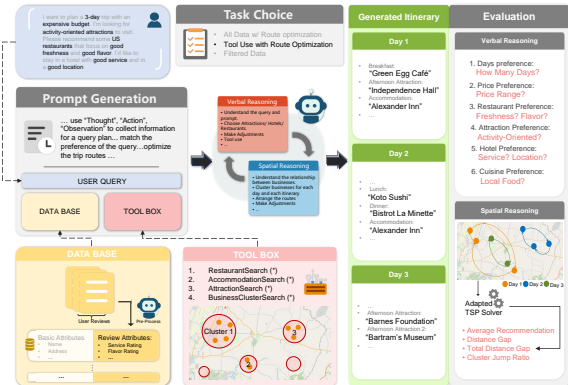 I want to plan a 3-day trip with an
expensive budget. I'm looking for
activity-oriented attractions to visit.
Please recommend some US
restaurants that focus on good
freshness and good flavor. I'd like to
stay in a hotel with good service and in
a good location
Task Choice
All Data w/ Route optimization
Tool Use with Route Optimization
Filtered Data
Prompt Generation
... use "Thought", "Action",
"Observation" to collect information
for a query plan... match the
preference of the query...optimize
the trip routes ...
USER QUERY
DATA BASE
TOOL BOX
Verbal Reasoning
Understand the query and
prompt.
Choose Attractions/ Hotels/
Restaurants
Make Adjustments
Tool use
...
Spatial Reasoning
Understand the relationship
between businesses.
Cluster businesses for each
day and each itinerary
Arrange the routes
Make Adjustments
...
DATA BASE
User Reviews
Pre-Process
Basic Attributes
Name
Address
...
Review Attributes:
Service Rating
Flavor Rating
...
...
...
TOOL BOX
1. RestaurantSearch (*)
2. AccommodationSearch (*)
3. AttractionSearch (*)
4. BusinessClusterSearch (*)
Cluster 1
2
3
Generated Itinerary
Day 1
Breakfast:
"Green Egg Café"
Afternoon Attraction:
"Independence Hall"
Accommodation:
"Alexander Inn"
...
Day 2
...
Lunch:
"Koto Sushi"
Dinner:
"Bistrot La Minette"
Accommodation:
"Alexander Inn"
...
Day 3
...
Afternoon Attraction:
"Barnes Foundation"
Afternoon Attraction 2:
"Bartram's Museum"
...
Evaluation
Verbal Reasoning
1. Days preference:
How Many Days?
2. Price Preference:
Price Range?
3. Restaurant Preference:
Freshness? Flavor?
4. Attraction Preference:
Activity-Oriented?
5. Hotel Preference:
Service? Location?
6. Cuisine Preference:
Local Food?
Spatial Reasoning
Day 1 Day 2 Day 3
Adapted
TSP Solver
Average Recommendation
Distance Gap
Total Distance Gap
Cluster Jump Ratio